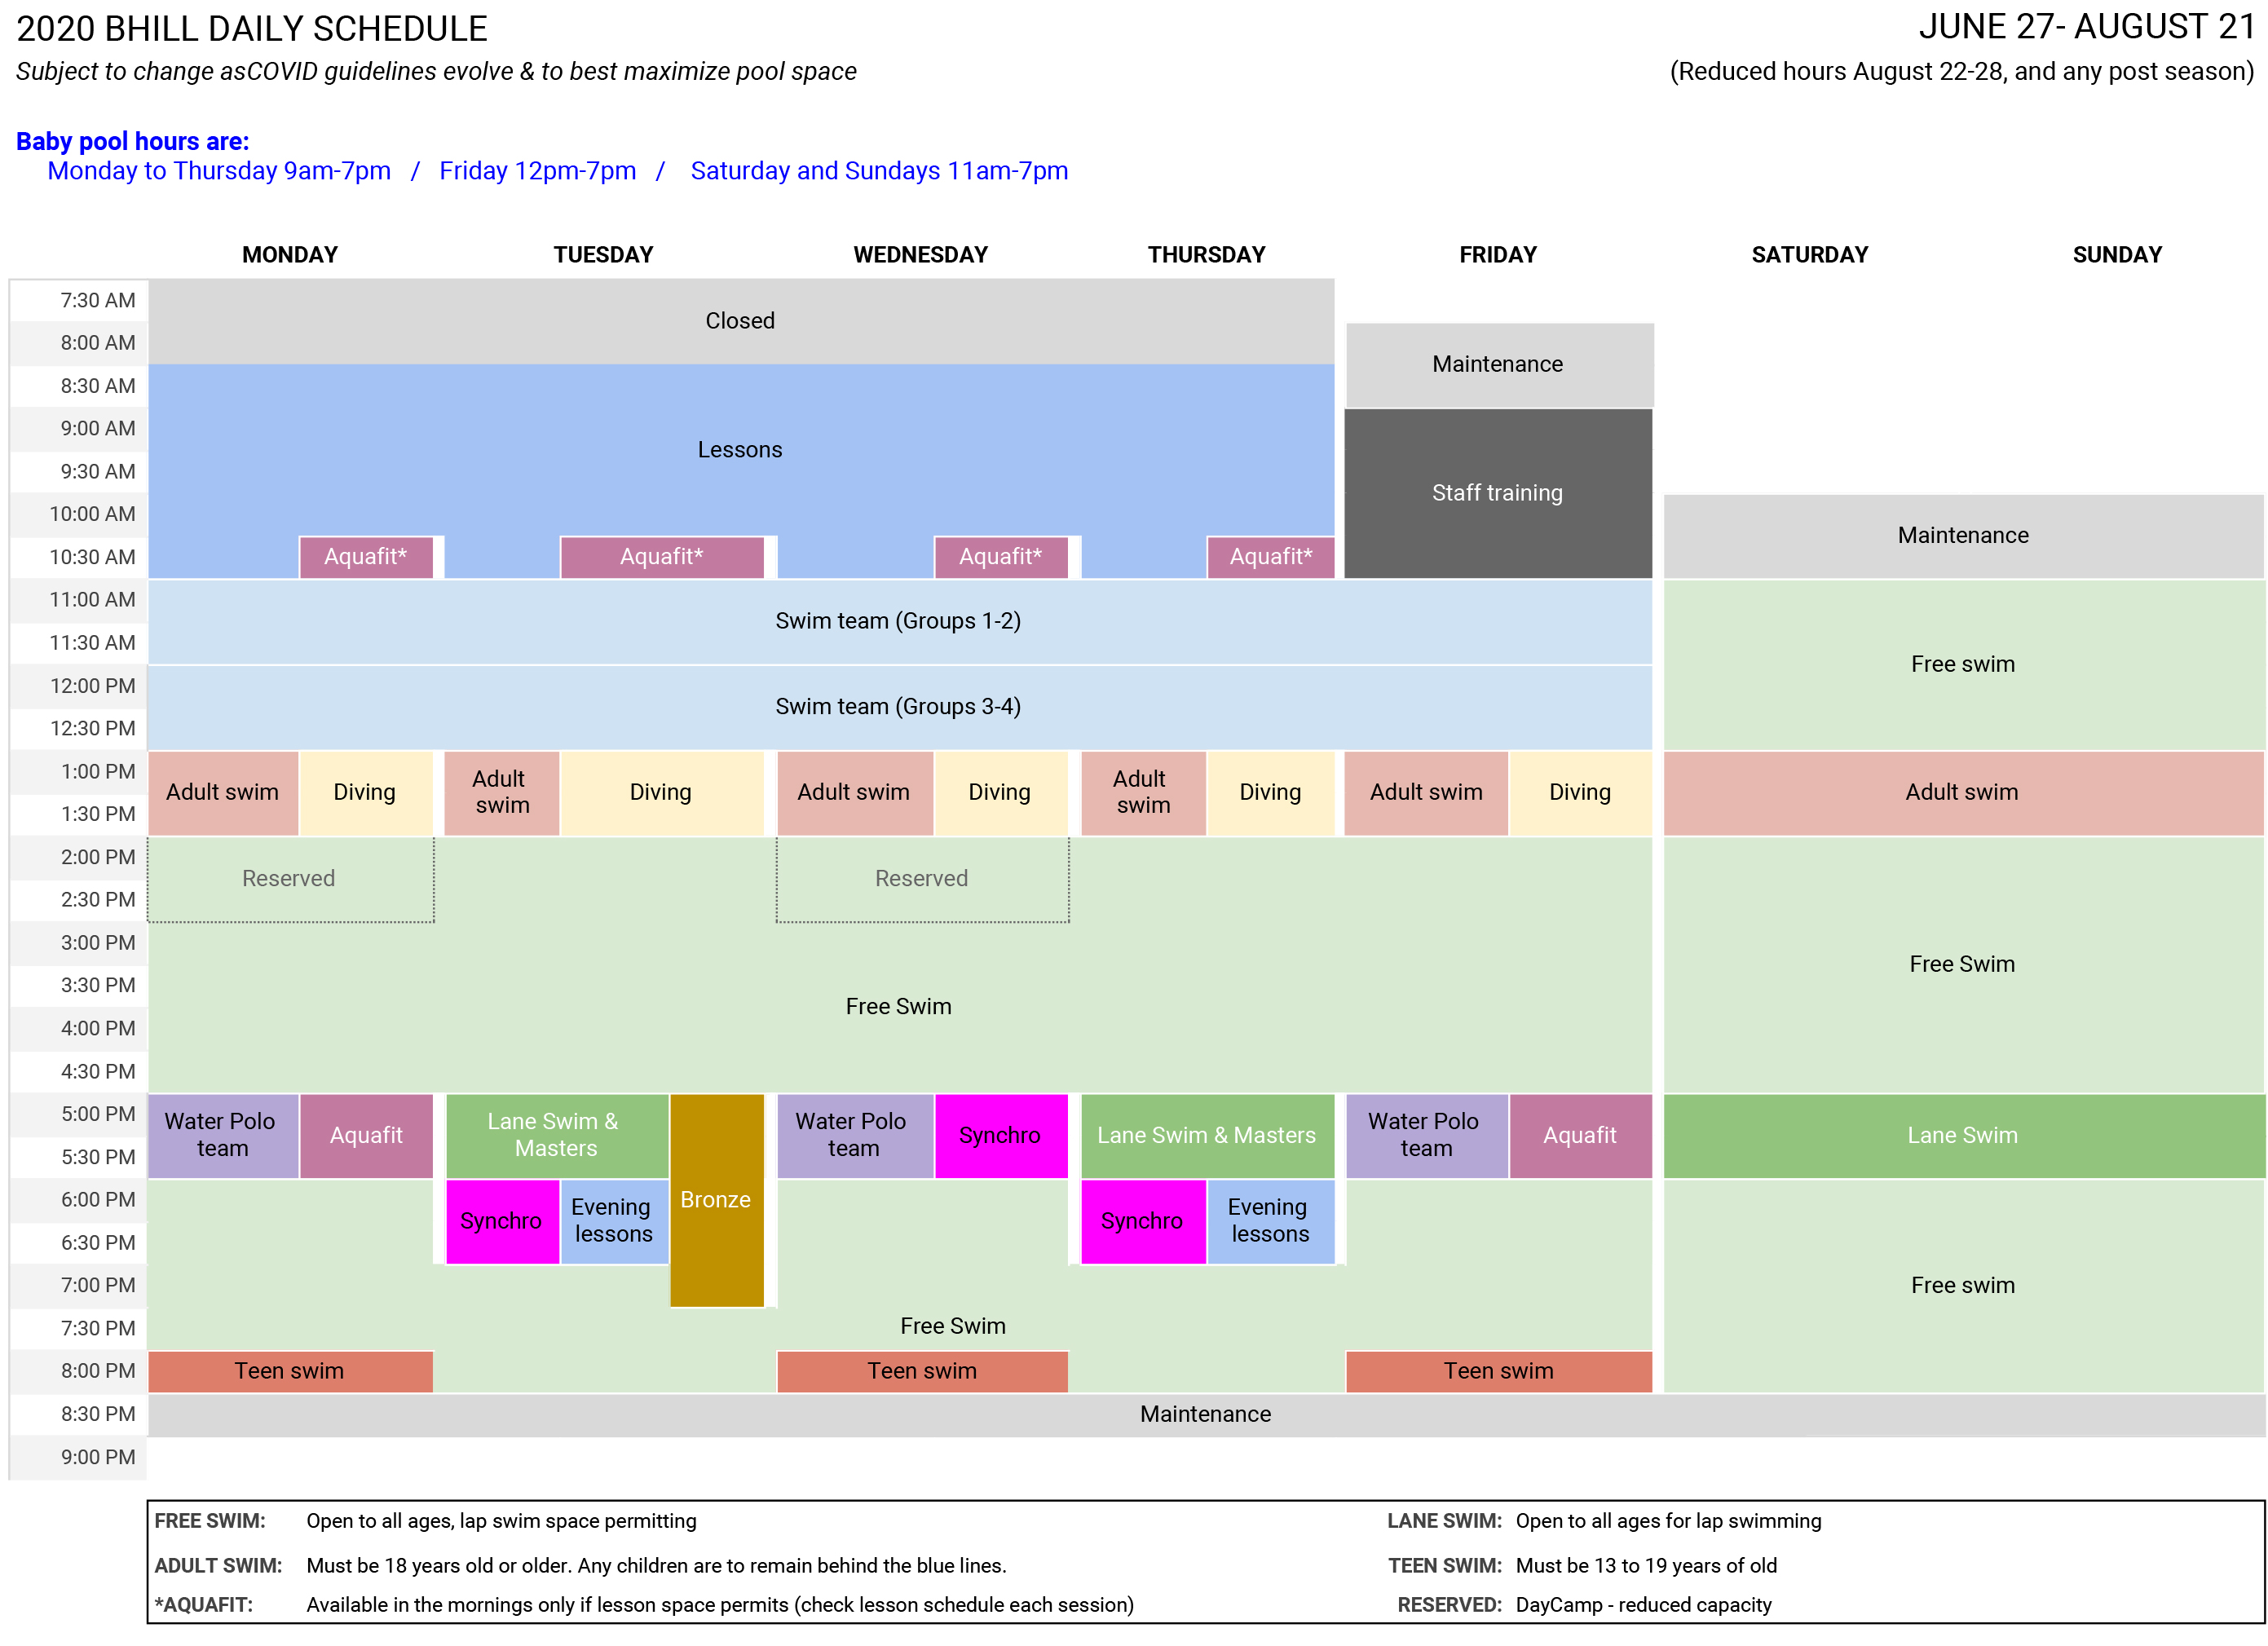 2020 BHILL DAILY SCHEDULE
JUNE 27- AUGUST 21
Subject to change asCOVID guidelines evolve & to best maximize pool space
(Reduced hours August 22-28, and any post season)
Baby pool hours are:
Monday to Thursday 9am-7pm / Friday 12pm-7pm / Saturday and Sundays 11am-7pm
MONDAY TUESDAY WEDNESDAY THURSDAY FRIDAY SATURDAY SUNDAY
7:30 AM
Closed
8:00 AM
Maintenance
8:30 AM
9:00 AM
Lessons
9:30 AM
Staff training
10:00 AM
Maintenance
10:30 AM Aquafit* Aquafit* Aquafit* Aquafit*
11:00 AM
Swim team (Groups 1-2)
11:30 AM
Free swim
12:00 PM
Swim team (Groups 3-4)
12:30 PM
1:00 PM
Adult swim Diving Adult swim Diving Adult swim Diving Adult swim Diving Adult swim Diving Adult swim
1:30 PM
2:00 PM
Reserved Reserved
2:30 PM
3:00 PM
Free Swim
3:30 PM
Free Swim
4:00 PM
4:30 PM
5:00 PM
Water Polo team Aquafit Lane Swim & Masters Water Polo team Synchro Lane Swim & Masters Water Polo team Aquafit Lane Swim
5:30 PM
6:00 PM Bronze
Synchro Evening lessons Synchro Evening lessons
6:30 PM
7:00 PM Free swim
7:30 PM Free Swim
8:00 PM Teen swim Teen swim Teen swim
8:30 PM Maintenance
9:00 PM
FREE SWIM: Open to all ages, lap swim space permitting
LANE SWIM: Open to all ages for lap swimming
ADULT SWIM: Must be 18 years old or older. Any children are to remain behind the blue lines.
TEEN SWIM: Must be 13 to 19 years of old
*AQUAFIT: Available in the mornings only if lesson space permits (check lesson schedule each session)
RESERVED: DayCamp - reduced capacity